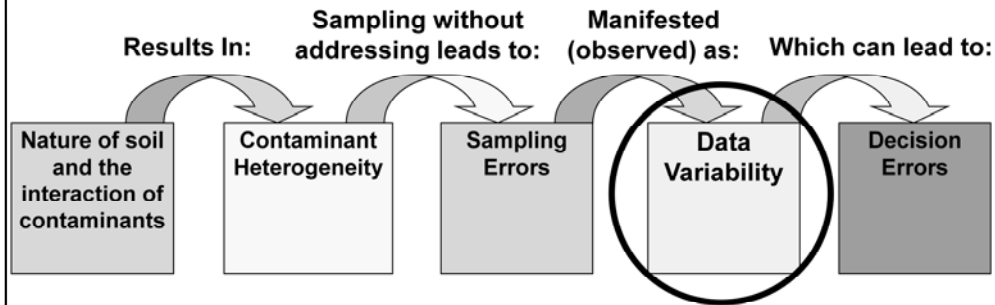 Results In:
Sampling without
addressing leads to:
Manifested
(observed) as:
Which can lead to:
Nature of soil
and the
interaction of
contaminants
Contaminant
Heterogeneity
Sampling
Errors
Data
Variability
Decision
Errors